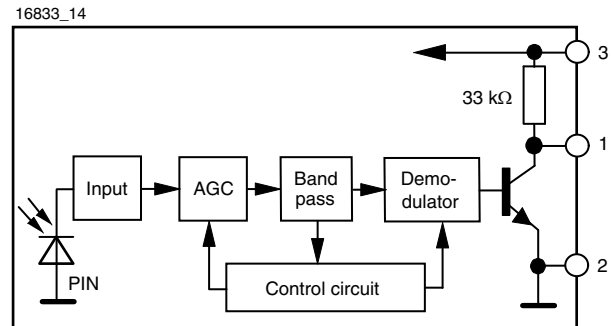 16833_14
3
33 kΩ
1
Input
AGC
Band
pass
Demo-
dulator
2
PIN
Control circuit